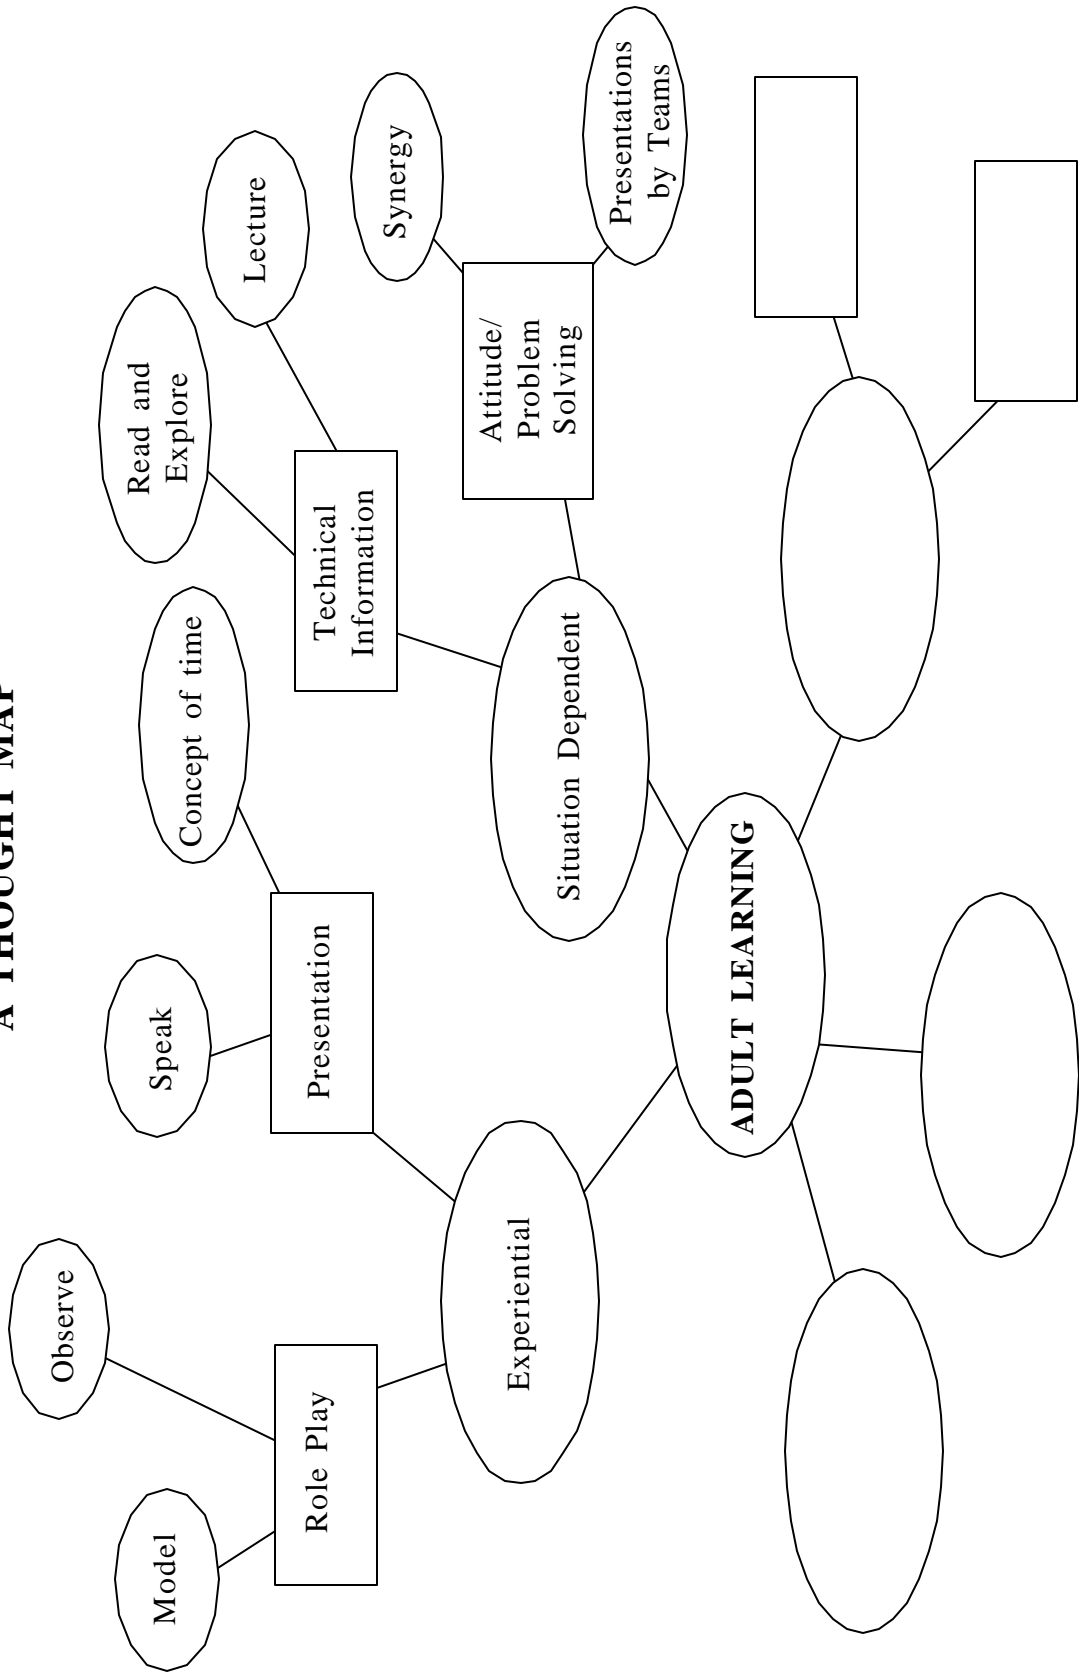 A THOUGHT MAP
Observe
Model
Speak
Concept of time
Read and
Explore
Lecture
Synergy
Presentations
by Teams
Role Play
Presentation
Technical
Information
Attitude/
Problem
Solving
Experiential
Situation Dependent
ADULT LEARNING